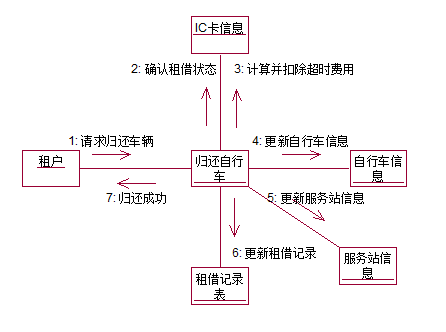 IC卡信息
2: 确认租借状态
3: 计算并扣除超时费用
1: 请求归还车辆
4: 更新自行车信息
租户
归还自行
车
自行车信
息
7: 归还成功
5: 更新服务站信息
6: 更新租借记录
服务站信
息
租借记录
表